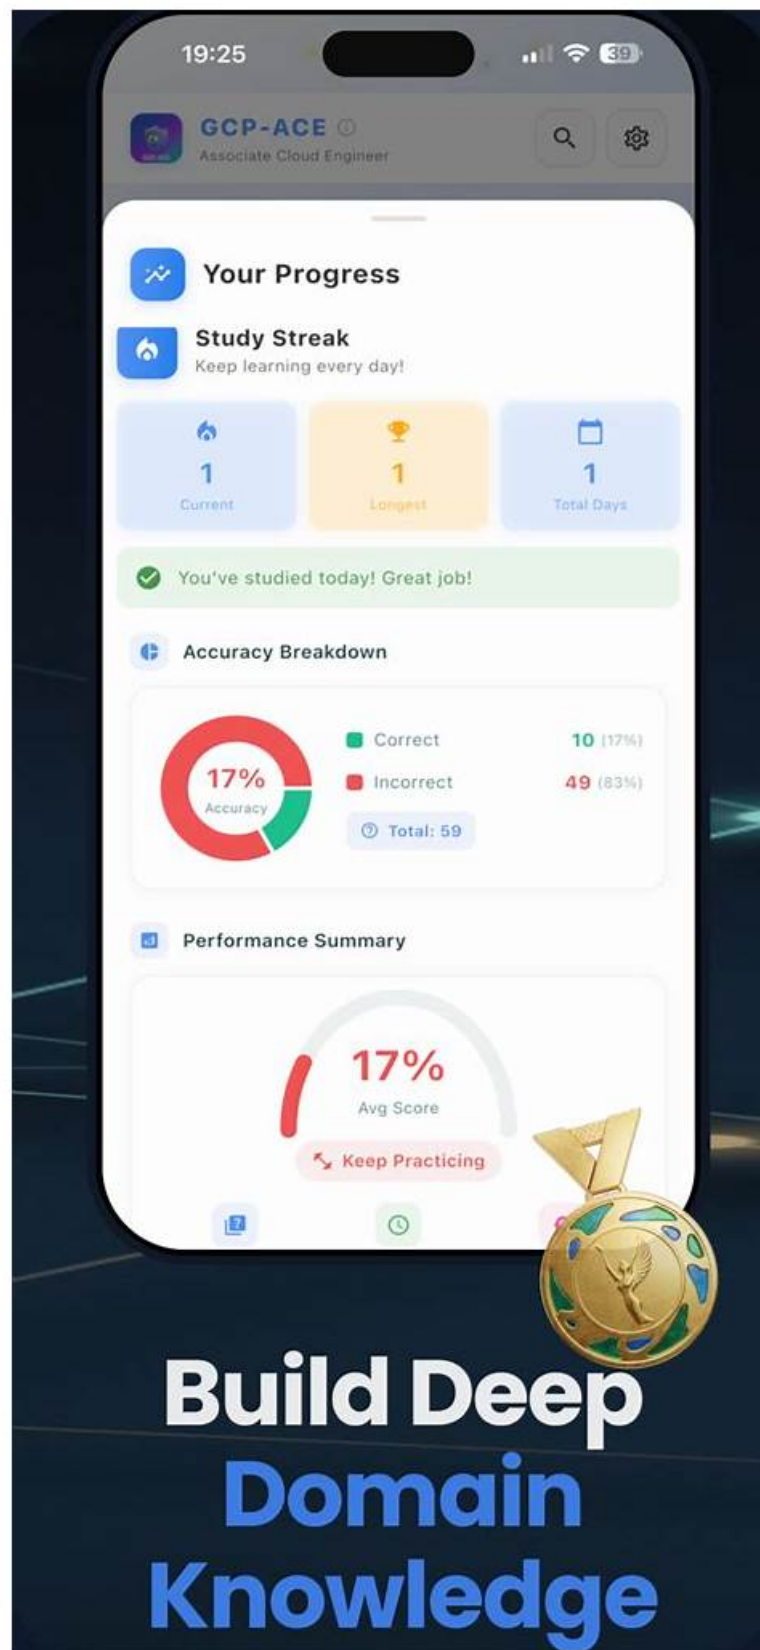 19:25
39
GCP-ACE
Associate Cloud Engineer
Your Progress
Study Streak
Keep learning every day!
1
Current
1
Longest
1
Total Days
You've studied today! Great job!
Accuracy Breakdown
17%
Accuracy
Correct
10 (17%)
Incorrect
49 (83%)
Total: 59
Performance Summary
17%
Avg Score
Keep Practicing
Build Deep
Domain
Knowledge